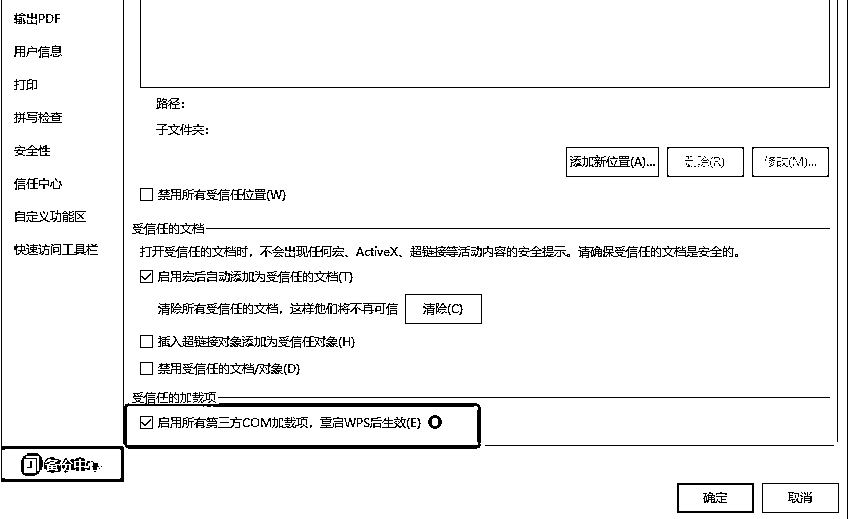 输出PDF
用户信息
打印
拼写检查
安全性
信任中心
自定义功能区
快速访问工具栏
备份中心
路径:
子文件夹:
添加新位置(A)... 删除(R) 修改(M)...
禁用所有受信任位置(W)
受信任的文档
打开受信任的文档时，不会出现任何宏、ActiveX、超链接等活动内容的安全提示。请确保受信任的文档是安全的。
启用宏后自动添加为受信任的文档(T)
清除所有受信任的文档，这样他们将不再可信 清除(C)
插入超链接对象添加为受信任对象(H)
禁用受信任的文档/对象(D)
受信任的加载项
启用所有第三方COM加载项，重启WPS后生效(E)
确定 取消